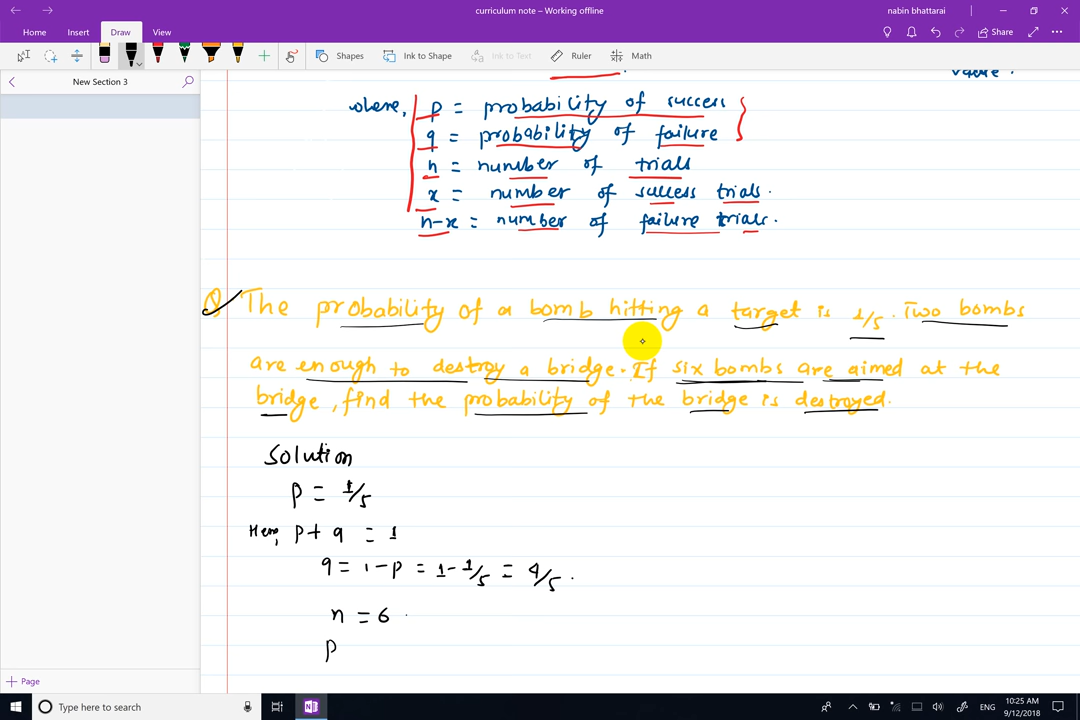 curriculum note – Working offline
nabin bhattarai
Home Insert Draw View
Share
Shapes Ink to Shape Ink to Text Ruler Math
New Section 3
value.
where, p = probability of success
q = probability of failure
n = number of trials
x = number of success trials.
n-x = number of failure trials.
Q The probability of a bomb hitting a target is 1/5. Two bombs
are enough to destroy a bridge. If six bombs are aimed at the
bridge, find the probability of the bridge is destroyed.
Solution
P = 1/5
Here, p + q = 1
q = 1 - p = 1 - 1/5 = 4/5.
n = 6
P
+ Page
Type here to search
ENG
10:25 AM
9/12/2018